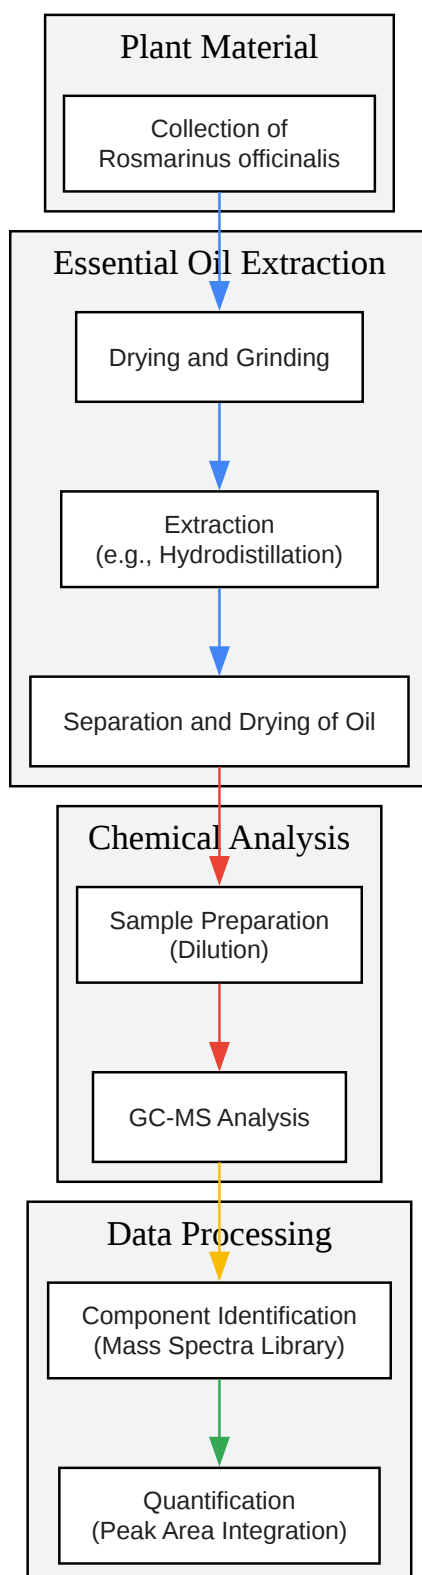 Plant Material
Collection of
Rosmarinus officinalis
Essential Oil Extraction
Drying and Grinding
Extraction
(e.g., Hydrodistillation)
Separation and Drying of Oil
Chemical Analysis
Sample Preparation
(Dilution)
GC-MS Analysis
Data Processing
Component Identification
(Mass Spectra Library)
Quantification
(Peak Area Integration)